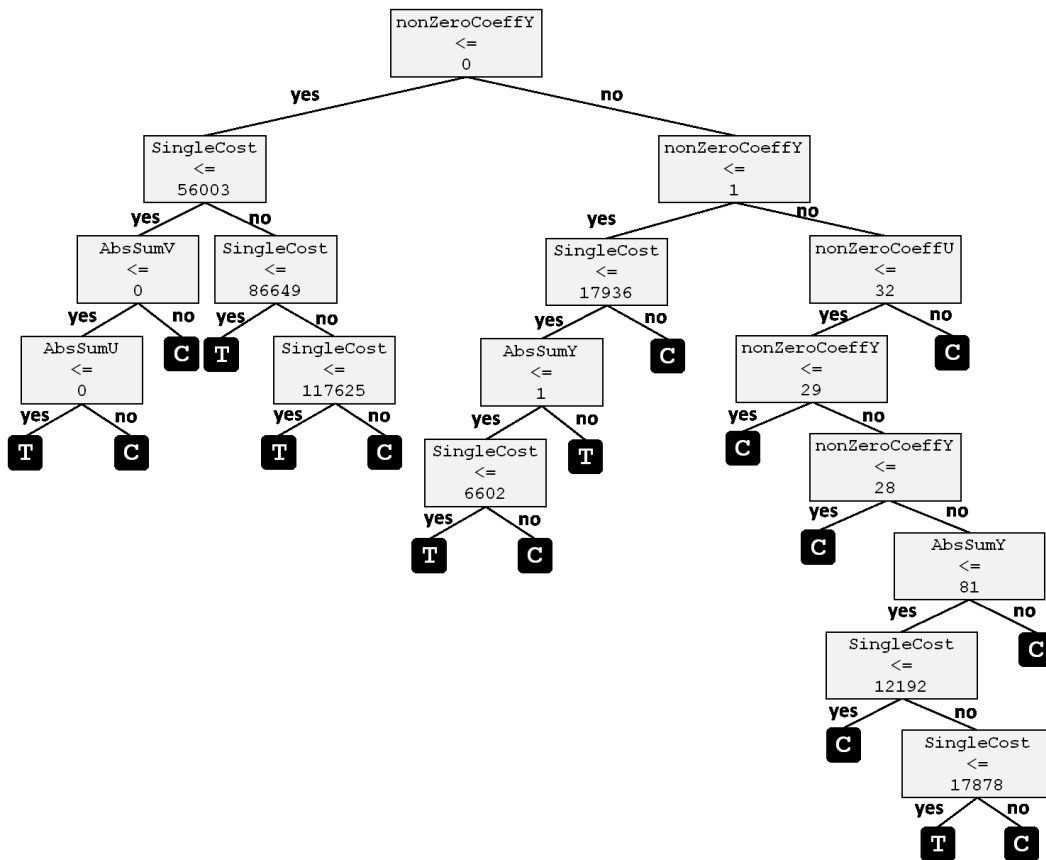 nonZeroCoeffY
<=
0
yes
no
SingleCost
<=
56003
nonZeroCoeffY
<=
1
yes
no
yes
no
AbsSumV
<=
0
SingleCost
<=
86649
SingleCost
<=
17936
nonZeroCoeffU
<=
32
yes
no
yes
no
yes
no
yes
no
AbsSumU
<=
0
C
T
SingleCost
<=
117625
AbsSumY
<=
1
C
nonZeroCoeffY
<=
29
C
yes
no
yes
no
yes
no
yes
no
T
C
T
C
SingleCost
<=
6602
T
C
nonZeroCoeffY
<=
28
yes
no
yes
no
T
C
C
AbsSumY
<=
81
yes
no
SingleCost
<=
12192
C
yes
no
C
SingleCost
<=
17878
yes
no
T
C